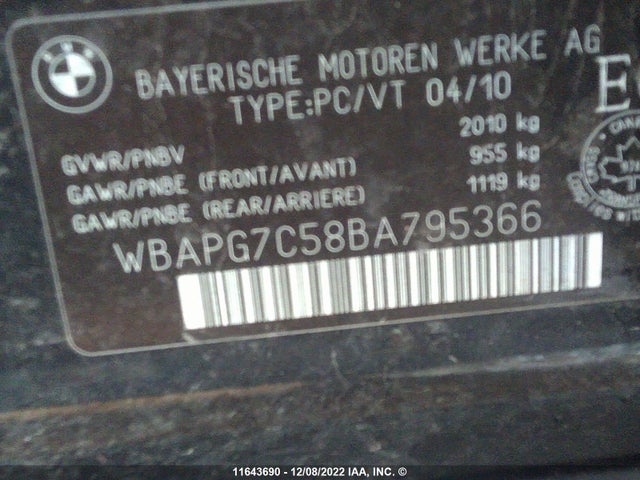 BMW
BAYERISCHE MOTOREN WERKE AG
TYPE:PC/VT 04/10
GVWR/PNBV 2010 kg
GAWR/PNBE (FRONT/AVANT) 955 kg
GAWR/PNBE (REAR/ARRIERE) 1119 kg
WBAPG7C58BA795366
11643690 - 12/08/2022 IAA, INC. ©